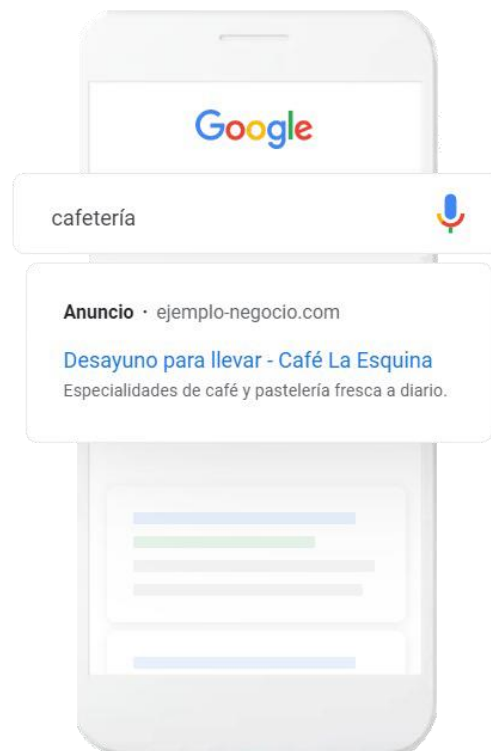 Google
cafetería
Anuncio · ejemplo-negocio.com
Desayuno para llevar - Café La Esquina
Especialidades de café y pastelería fresca a diario.